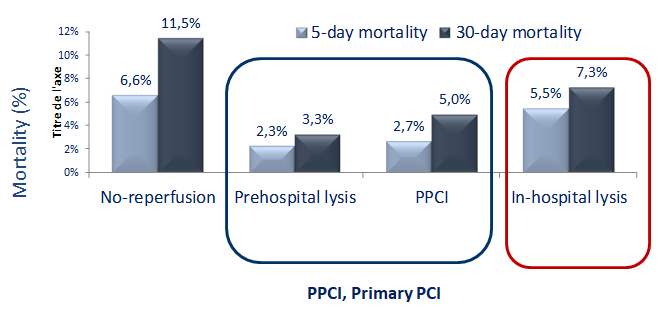 11,5%
12%
5-day mortality
30-day mortality
10%
8%
6%
4%
2%
0%
Mortality (%)
Titre de l'axe
6,6%
2,3%
3,3%
2,7%
5,0%
5,5%
7,3%
No-reperfusion
Prehospital lysis
PPCI
In-hospital lysis
PPCI, Primary PCI